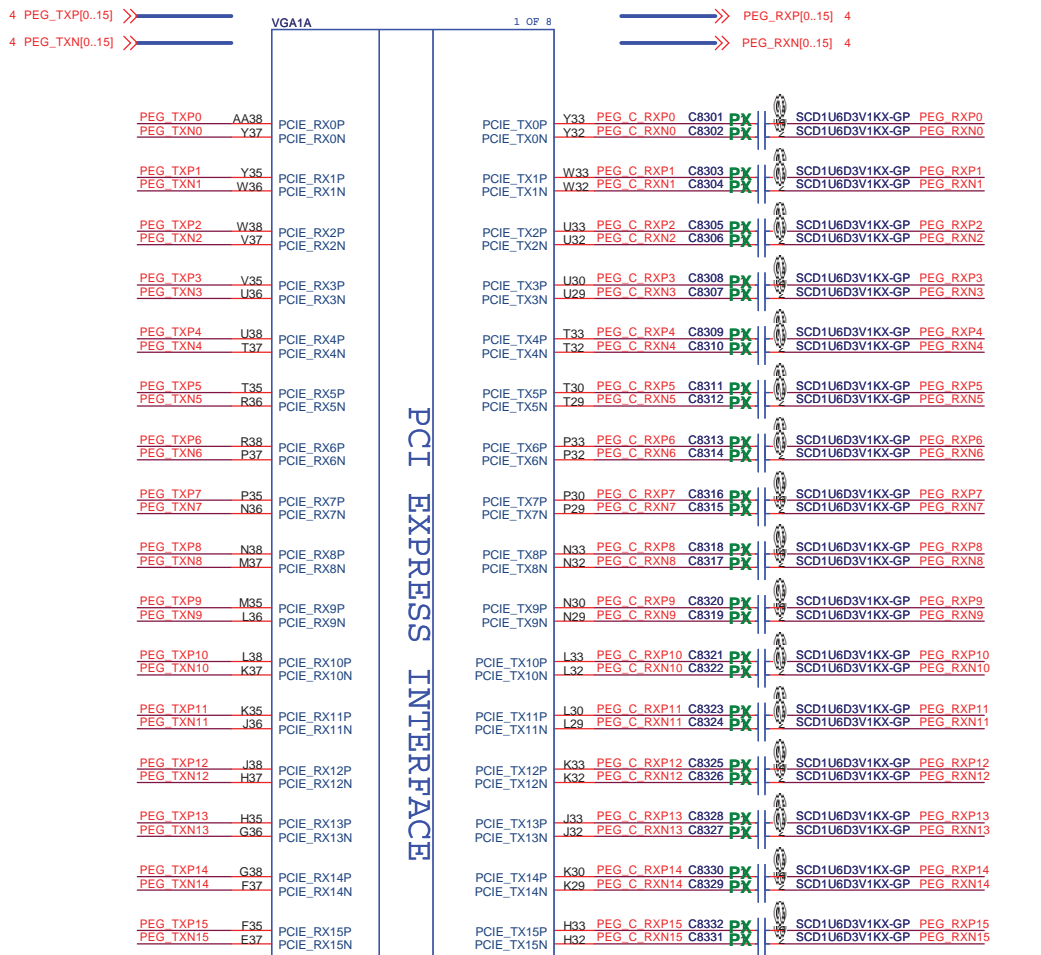 4 PEG_TXP[0..15]
PEG_RXP[0..15] 4
VGA1A
1 OF 8
4 PEG_TXN[0..15]
PEG_RXN[0..15] 4
PEG_TXP0 AA38 PCIE_RX0P PCIE_TX0P Y33 PEG_C_RXP0 C8301 PX SCD1U6D3V1KX-GP PEG_RXP0
PEG_TXN0 Y37 PCIE_RX0N PCIE_TX0N Y32 PEG_C_RXN0 C8302 PX SCD1U6D3V1KX-GP PEG_RXN0
PEG_TXP1 Y35 PCIE_RX1P PCIE_TX1P W33 PEG_C_RXP1 C8303 PX SCD1U6D3V1KX-GP PEG_RXP1
PEG_TXN1 W36 PCIE_RX1N PCIE_TX1N W32 PEG_C_RXN1 C8304 PX SCD1U6D3V1KX-GP PEG_RXN1
PEG_TXP2 W38 PCIE_RX2P PCIE_TX2P U33 PEG_C_RXP2 C8305 PX SCD1U6D3V1KX-GP PEG_RXP2
PEG_TXN2 V37 PCIE_RX2N PCIE_TX2N U32 PEG_C_RXN2 C8306 PX SCD1U6D3V1KX-GP PEG_RXN2
PEG_TXP3 V35 PCIE_RX3P PCIE_TX3P U30 PEG_C_RXP3 C8308 PX SCD1U6D3V1KX-GP PEG_RXP3
PEG_TXN3 U36 PCIE_RX3N PCIE_TX3N U29 PEG_C_RXN3 C8307 PX SCD1U6D3V1KX-GP PEG_RXN3
PEG_TXP4 U38 PCIE_RX4P PCIE_TX4P T33 PEG_C_RXP4 C8309 PX SCD1U6D3V1KX-GP PEG_RXP4
PEG_TXN4 T37 PCIE_RX4N PCIE_TX4N T32 PEG_C_RXN4 C8310 PX SCD1U6D3V1KX-GP PEG_RXN4
PEG_TXP5 T35 PCIE_RX5P PCIE_TX5P T30 PEG_C_RXP5 C8311 PX SCD1U6D3V1KX-GP PEG_RXP5
PEG_TXN5 R36 PCIE_RX5N PCIE_TX5N T29 PEG_C_RXN5 C8312 PX SCD1U6D3V1KX-GP PEG_RXN5
PEG_TXP6 R38 PCIE_RX6P PCIE_TX6P P33 PEG_C_RXP6 C8313 PX SCD1U6D3V1KX-GP PEG_RXP6
PEG_TXN6 P37 PCIE_RX6N PCIE_TX6N P32 PEG_C_RXN6 C8314 PX SCD1U6D3V1KX-GP PEG_RXN6
PEG_TXP7 P35 PCIE_RX7P PCIE_TX7P P30 PEG_C_RXP7 C8316 PX SCD1U6D3V1KX-GP PEG_RXP7
PEG_TXN7 N36 PCIE_RX7N PCIE_TX7N P29 PEG_C_RXN7 C8315 PX SCD1U6D3V1KX-GP PEG_RXN7
PEG_TXP8 N38 PCIE_RX8P PCIE_TX8P N33 PEG_C_RXP8 C8318 PX SCD1U6D3V1KX-GP PEG_RXP8
PEG_TXN8 M37 PCIE_RX8N PCIE_TX8N N32 PEG_C_RXN8 C8317 PX SCD1U6D3V1KX-GP PEG_RXN8
PEG_TXP9 M35 PCIE_RX9P PCIE_TX9P N30 PEG_C_RXP9 C8320 PX SCD1U6D3V1KX-GP PEG_RXP9
PEG_TXN9 L36 PCIE_RX9N PCIE_TX9N N29 PEG_C_RXN9 C8319 PX SCD1U6D3V1KX-GP PEG_RXN9
PEG_TXP10 L38 PCIE_RX10P PCIE_TX10P L33 PEG_C_RXP10 C8321 PX SCD1U6D3V1KX-GP PEG_RXP10
PEG_TXN10 K37 PCIE_RX10N PCIE_TX10N L32 PEG_C_RXN10 C8322 PX SCD1U6D3V1KX-GP PEG_RXN10
PEG_TXP11 K35 PCIE_RX11P PCIE_TX11P L30 PEG_C_RXP11 C8323 PX SCD1U6D3V1KX-GP PEG_RXP11
PEG_TXN11 J36 PCIE_RX11N PCIE_TX11N L29 PEG_C_RXN11 C8324 PX SCD1U6D3V1KX-GP PEG_RXN11
PEG_TXP12 J38 PCIE_RX12P PCIE_TX12P K33 PEG_C_RXP12 C8325 PX SCD1U6D3V1KX-GP PEG_RXP12
PEG_TXN12 H37 PCIE_RX12N PCIE_TX12N K32 PEG_C_RXN12 C8326 PX SCD1U6D3V1KX-GP PEG_RXN12
PEG_TXP13 H35 PCIE_RX13P PCIE_TX13P J33 PEG_C_RXP13 C8328 PX SCD1U6D3V1KX-GP PEG_RXP13
PEG_TXN13 G36 PCIE_RX13N PCIE_TX13N J32 PEG_C_RXN13 C8327 PX SCD1U6D3V1KX-GP PEG_RXN13
PEG_TXP14 G38 PCIE_RX14P PCIE_TX14P K30 PEG_C_RXP14 C8330 PX SCD1U6D3V1KX-GP PEG_RXP14
PEG_TXN14 F37 PCIE_RX14N PCIE_TX14N K29 PEG_C_RXN14 C8329 PX SCD1U6D3V1KX-GP PEG_RXN14
PEG_TXP15 F35 PCIE_RX15P PCIE_TX15P H33 PEG_C_RXP15 C8332 PX SCD1U6D3V1KX-GP PEG_RXP15
PEG_TXN15 E37 PCIE_RX15N PCIE_TX15N H32 PEG_C_RXN15 C8331 PX SCD1U6D3V1KX-GP PEG_RXN15
PCI EXPRESS INTERFACE